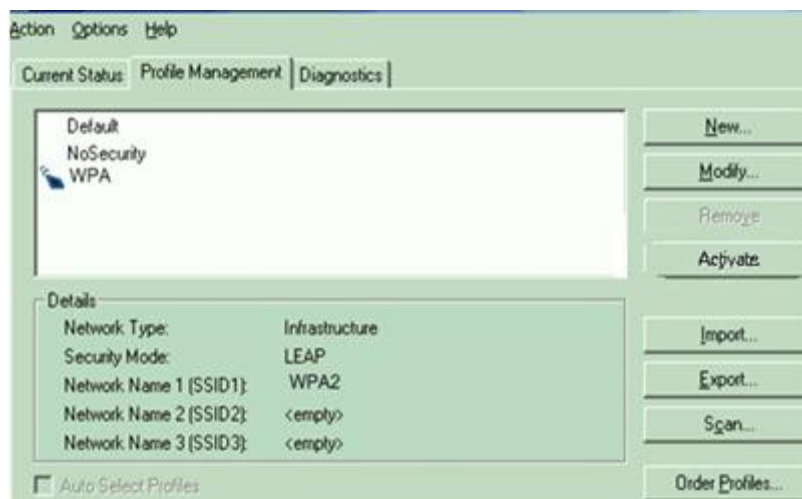 Action Options Help
Current Status Profile Management Diagnostics
Default
NoSecurity
WPA
New...
Modify...
Remove
Activate
Details
Network Type: Infrastructure
Security Mode: LEAP
Network Name 1 (SSID1): WPA2
Network Name 2 (SSID2): <empty>
Network Name 3 (SSID3): <empty>
Import...
Export...
Scan...
Auto Select Profiles
Order Profiles...